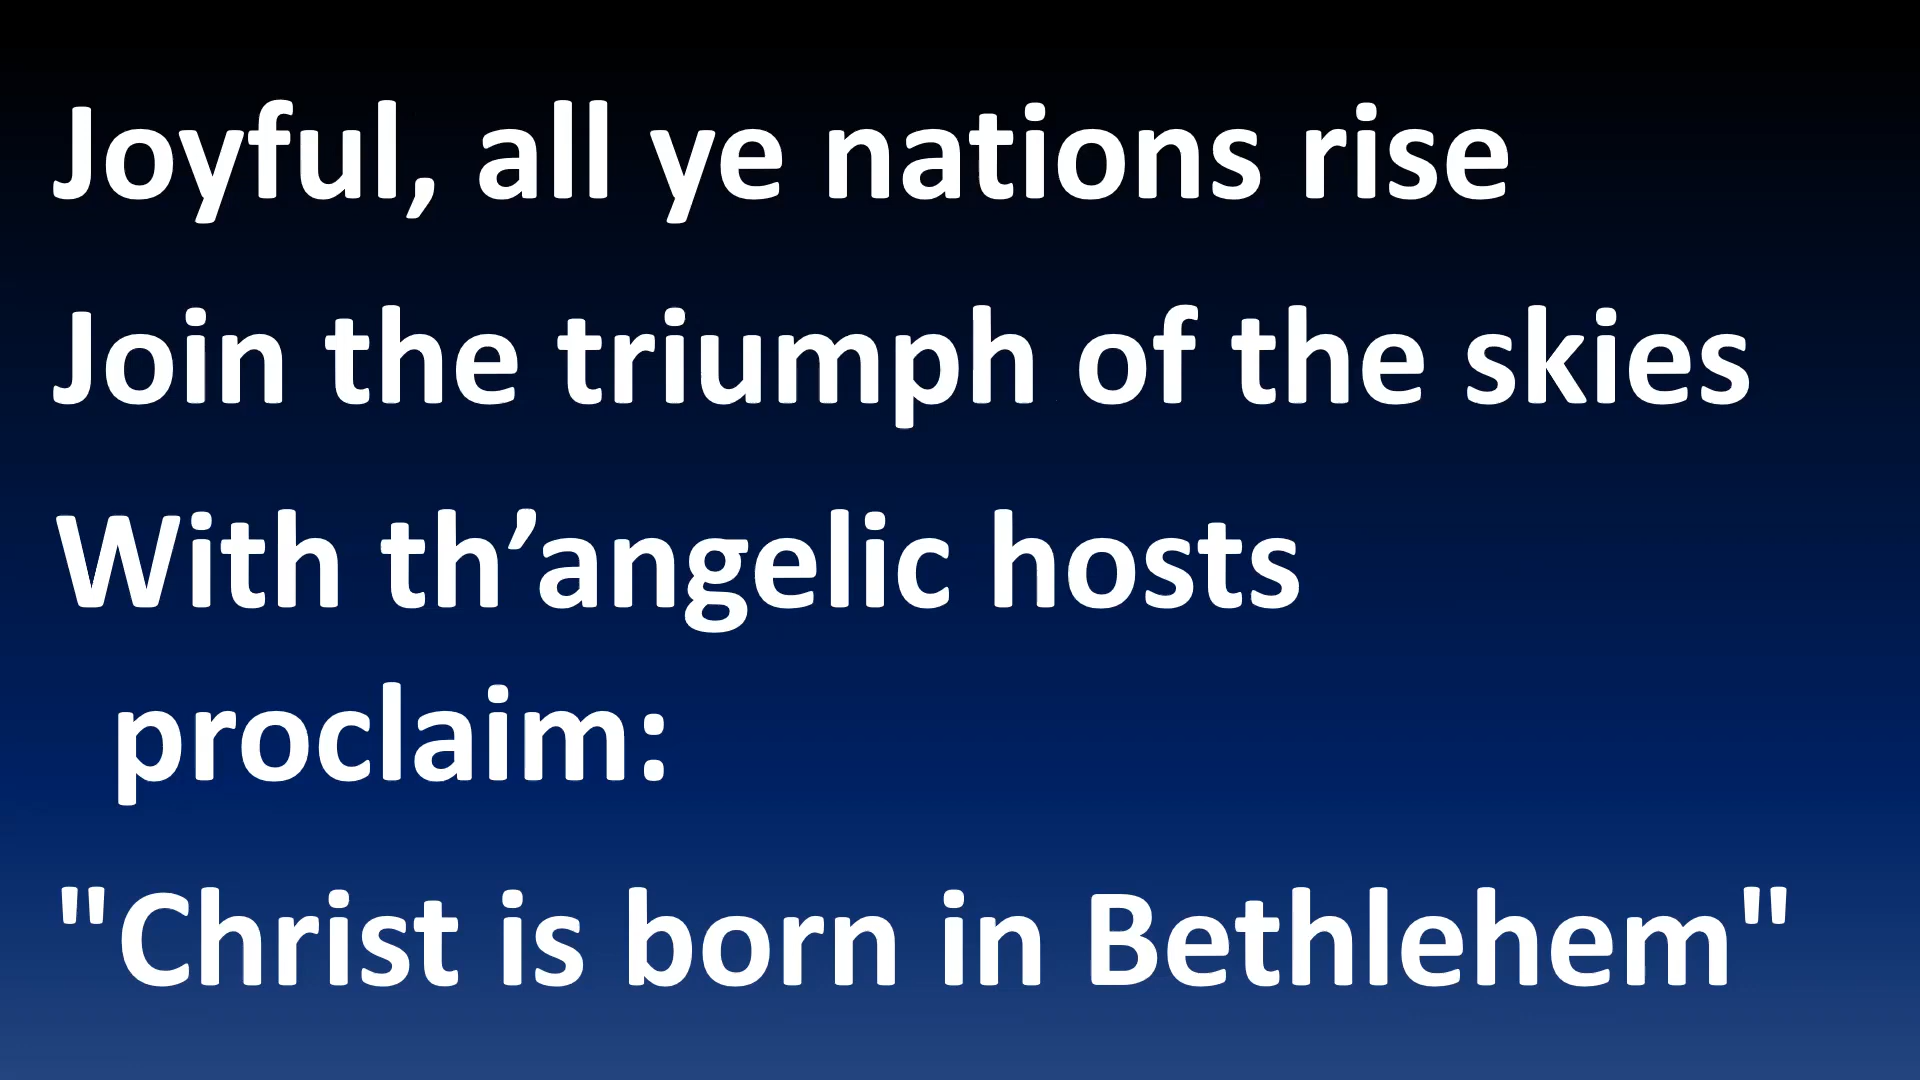 Joyful, all ye nations rise
Join the triumph of the skies
With th’angelic hosts
proclaim:
"Christ is born in Bethlehem"